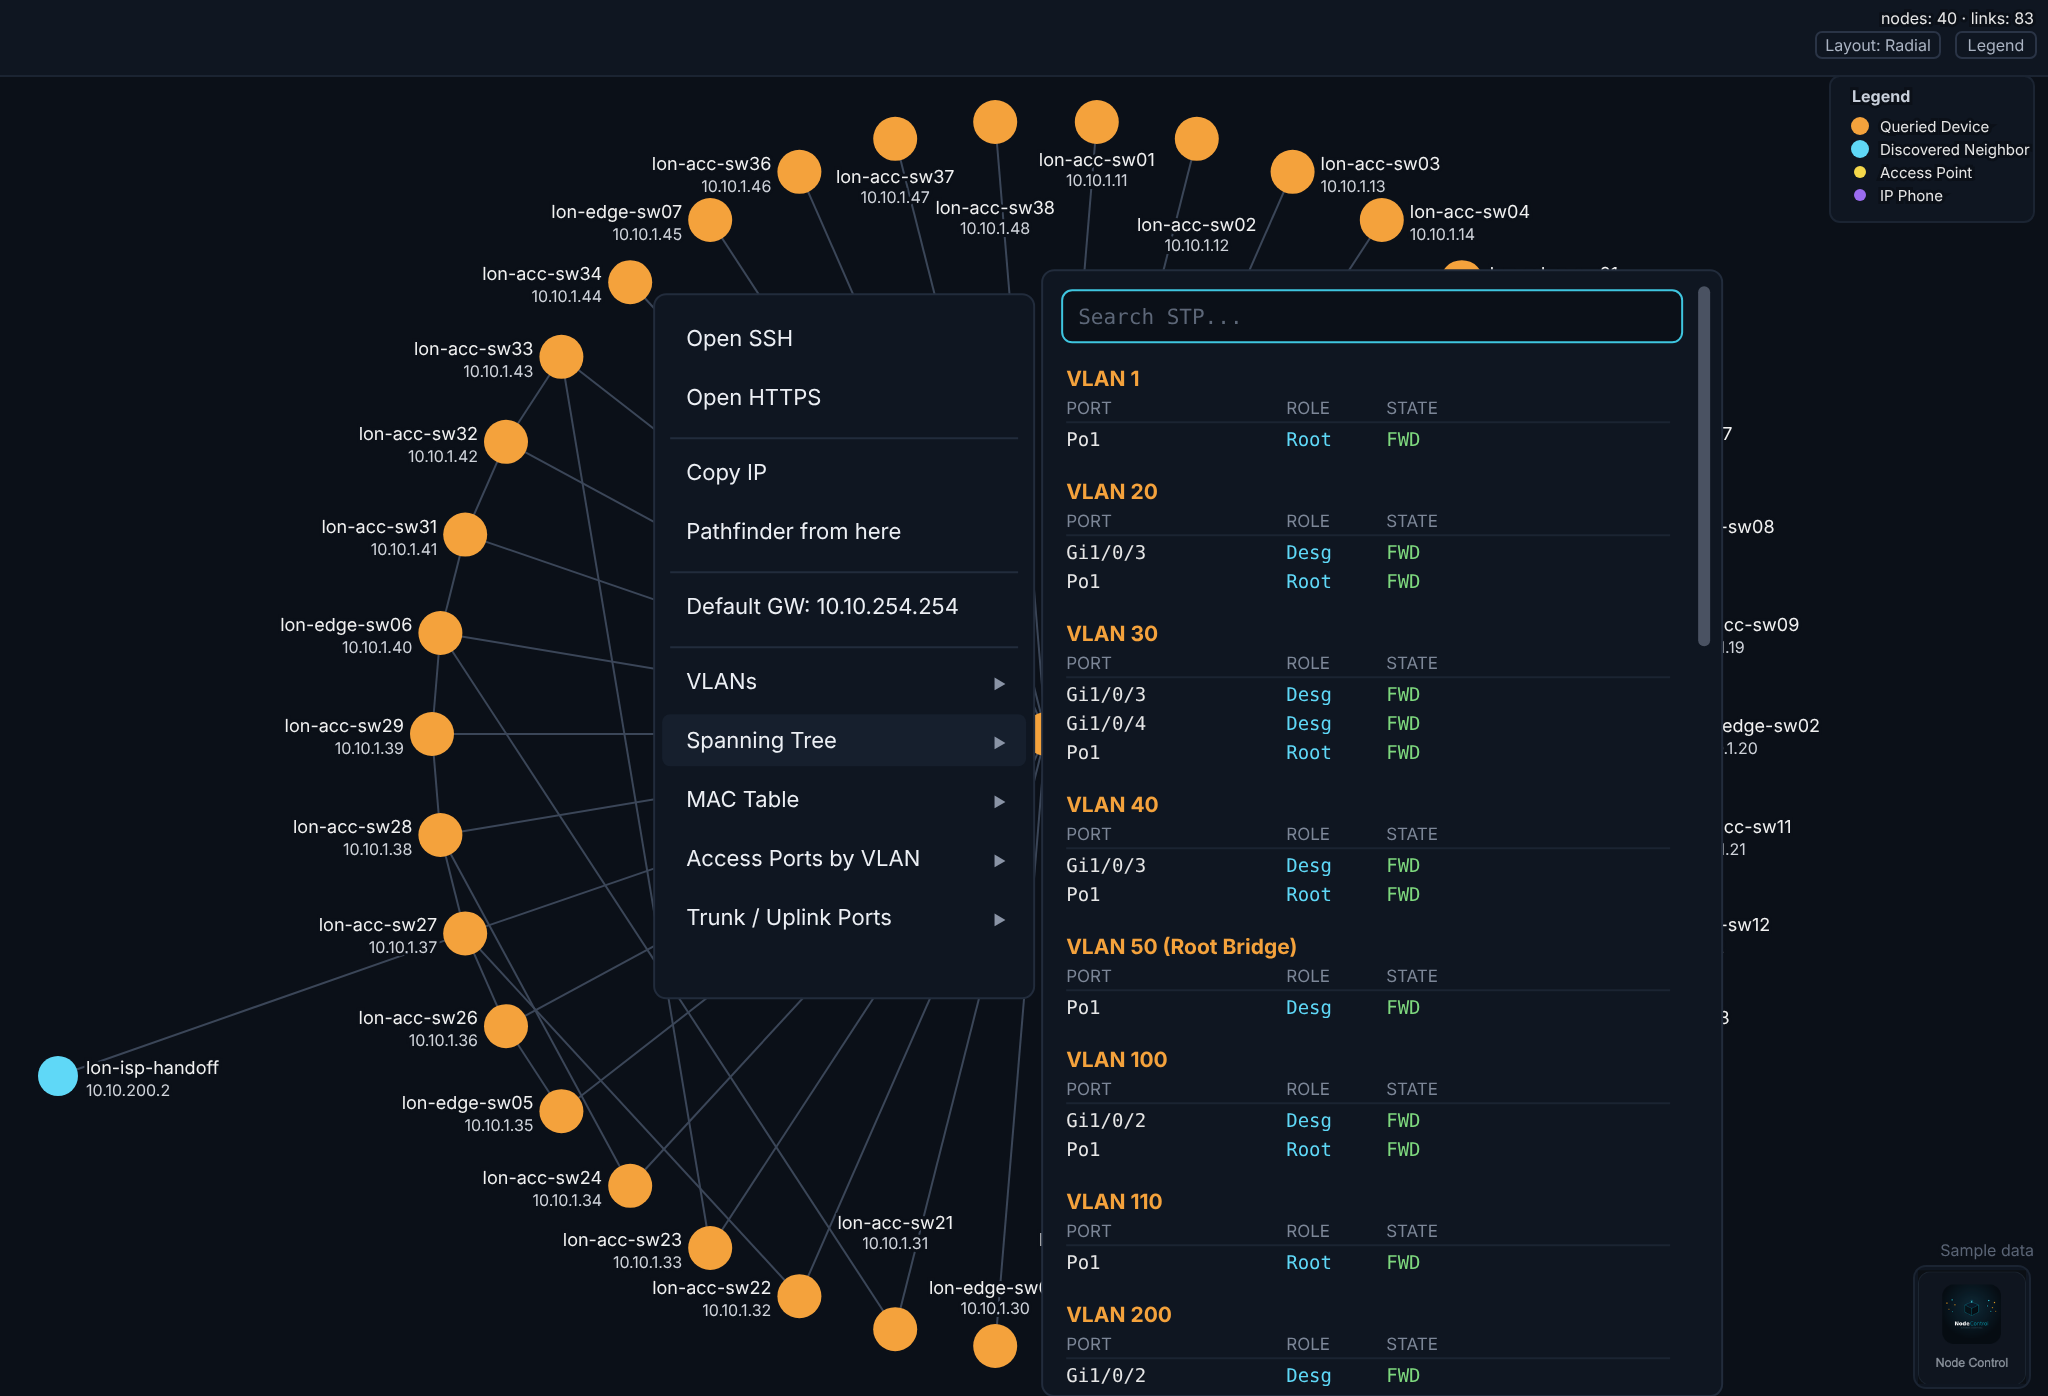 nodes: 40 · links: 83
Layout: Radial
Legend
Legend
Queried Device
Discovered Neighbor
Access Point
IP Phone
lon-acc-sw36
10.10.1.46
lon-acc-sw37
10.10.1.47
lon-acc-sw38
10.10.1.48
lon-acc-sw01
10.10.1.11
lon-acc-sw02
10.10.1.12
lon-acc-sw03
10.10.1.13
lon-acc-sw04
10.10.1.14
lon-edge-sw07
10.10.1.45
lon-acc-sw34
10.10.1.44
lon-acc-sw33
10.10.1.43
lon-acc-sw32
10.10.1.42
lon-acc-sw31
10.10.1.41
lon-edge-sw06
10.10.1.40
lon-acc-sw29
10.10.1.39
lon-acc-sw28
10.10.1.38
lon-acc-sw27
10.10.1.37
lon-acc-sw26
10.10.1.36
lon-isp-handoff
10.10.200.2
lon-edge-sw05
10.10.1.35
lon-acc-sw24
10.10.1.34
lon-acc-sw23
10.10.1.33
lon-acc-sw22
10.10.1.32
lon-acc-sw21
10.10.1.31
lon-edge-sw
10.10.1.30
Open SSH
Open HTTPS
Copy IP
Pathfinder from here
Default GW: 10.10.254.254
VLANs
Spanning Tree
MAC Table
Access Ports by VLAN
Trunk / Uplink Ports
Search STP...
VLAN 1
PORT ROLE STATE
Po1 Root FWD
VLAN 20
PORT ROLE STATE
Gi1/0/3 Desg FWD
Po1 Root FWD
VLAN 30
PORT ROLE STATE
Gi1/0/3 Desg FWD
Gi1/0/4 Desg FWD
Po1 Root FWD
VLAN 40
PORT ROLE STATE
Gi1/0/3 Desg FWD
Po1 Root FWD
VLAN 50 (Root Bridge)
PORT ROLE STATE
Po1 Desg FWD
VLAN 100
PORT ROLE STATE
Gi1/0/2 Desg FWD
Po1 Root FWD
VLAN 110
PORT ROLE STATE
Po1 Root FWD
VLAN 200
PORT ROLE STATE
Gi1/0/2 Desg FWD
7
-sw08
cc-sw09
.19
edge-sw02
.1.20
cc-sw11
.21
-sw12
3
Sample data
Node Control